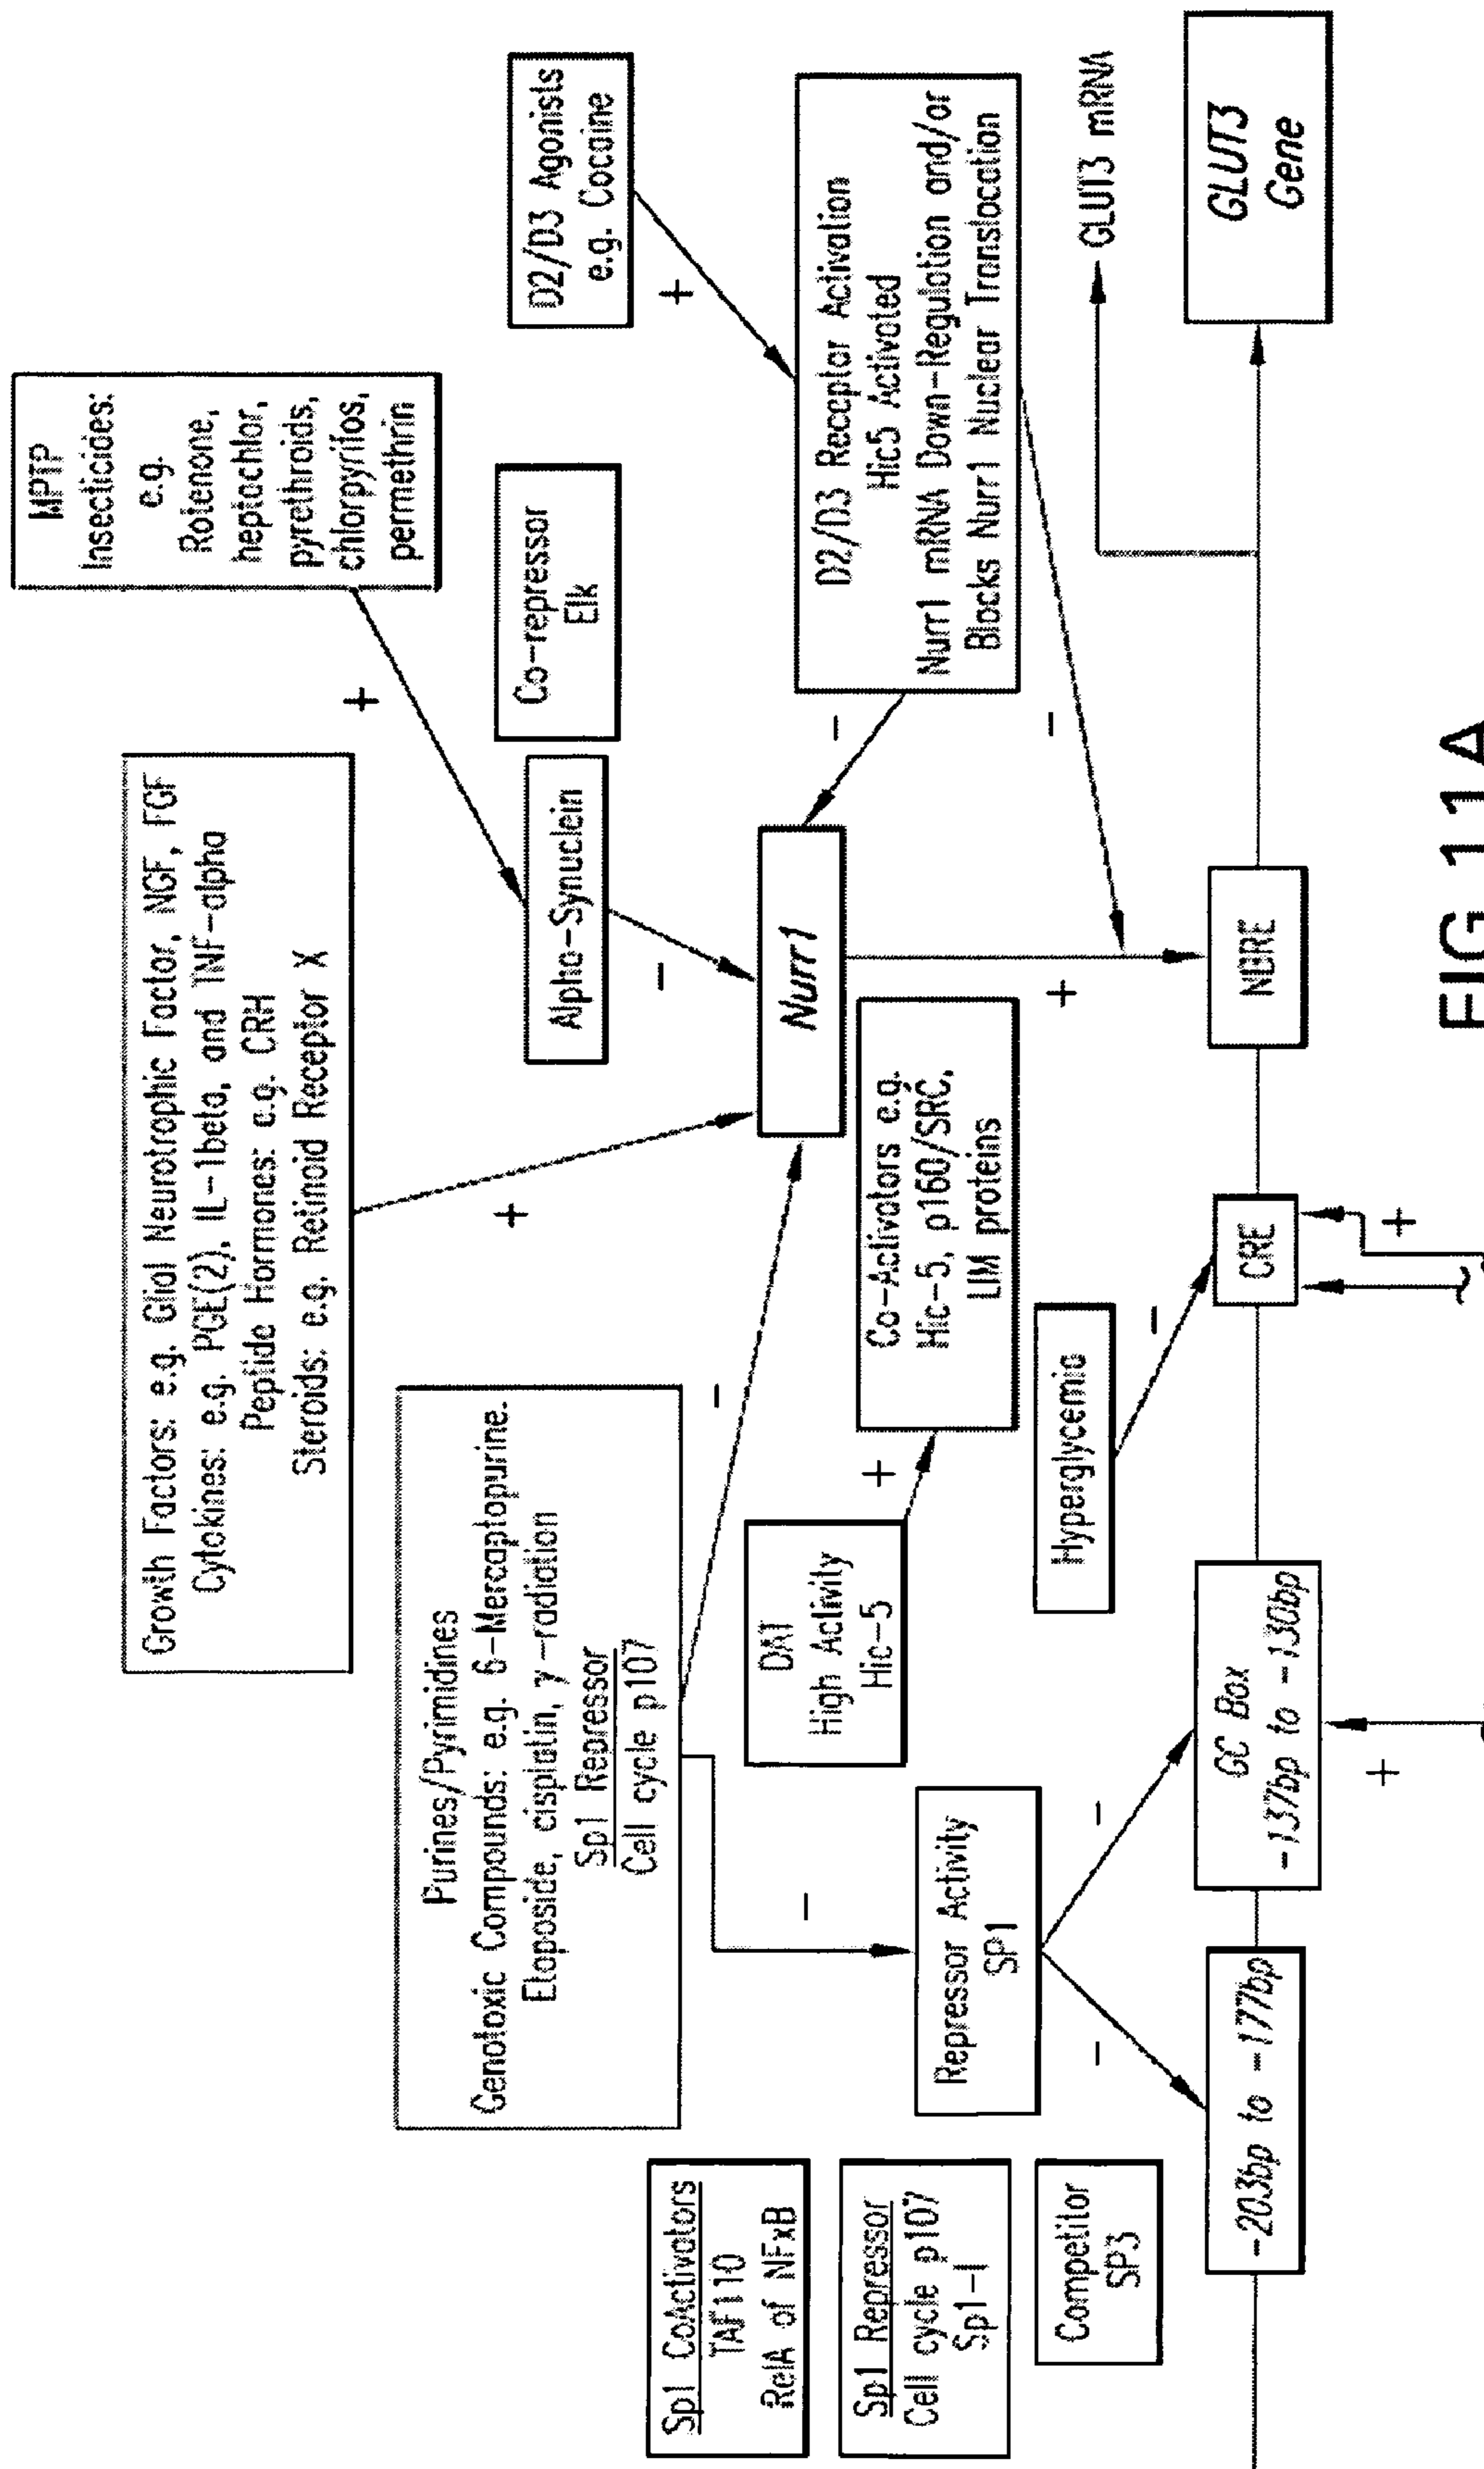 MPTP
Insecticides:
e.g.
Rotenone,
heptachlor,
pyrethroids,
chlorpyrifos,
permethrin
Growth Factors: e.g. Glial Neurotrophic Factor, NGF, FGF
Cytokines: e.g. PGE(2), IL-1beta, and TNF-alpha
Peptide Hormones: e.g. CRH
Steroids: e.g. Retinoid Receptor X
+
+
Purines/Pyrimidines
Genotoxic Compounds: e.g. 6-Mercaptopurine.
Etoposide, cisplatin, γ-radiation
Sp1 Repressor
Cell cycle p107
Alpha-Synuclein
Co-repressor
Elk
D2/D3 Agonists
e.g. Cocaine
-
-
-
+
Sp1 CoActivators
TAF110
RelA of NFxB
DAT
High Activity
Hic-5
Nurr1
D2/D3 Receptor Activation
Hic5 Activated
Nurr1 mRNA Down-Regulation and/or
Blocks Nurr1 Nuclear Translocation
-
+
Co-Activators e.g.
Hic-5, p160/SRC,
LIM proteins
Sp1 Repressor
Cell cycle p107
Sp1-I
Repressor Activity
SP1
Competitor
SP3
Hyperglycemia
-
-
-
+
-
GLUT3 mRNA
-203bp to -177bp
GC Box
-137bp to -130bp
CRE
NBRE
GLUT3
Gene
+
+
FIG.11A